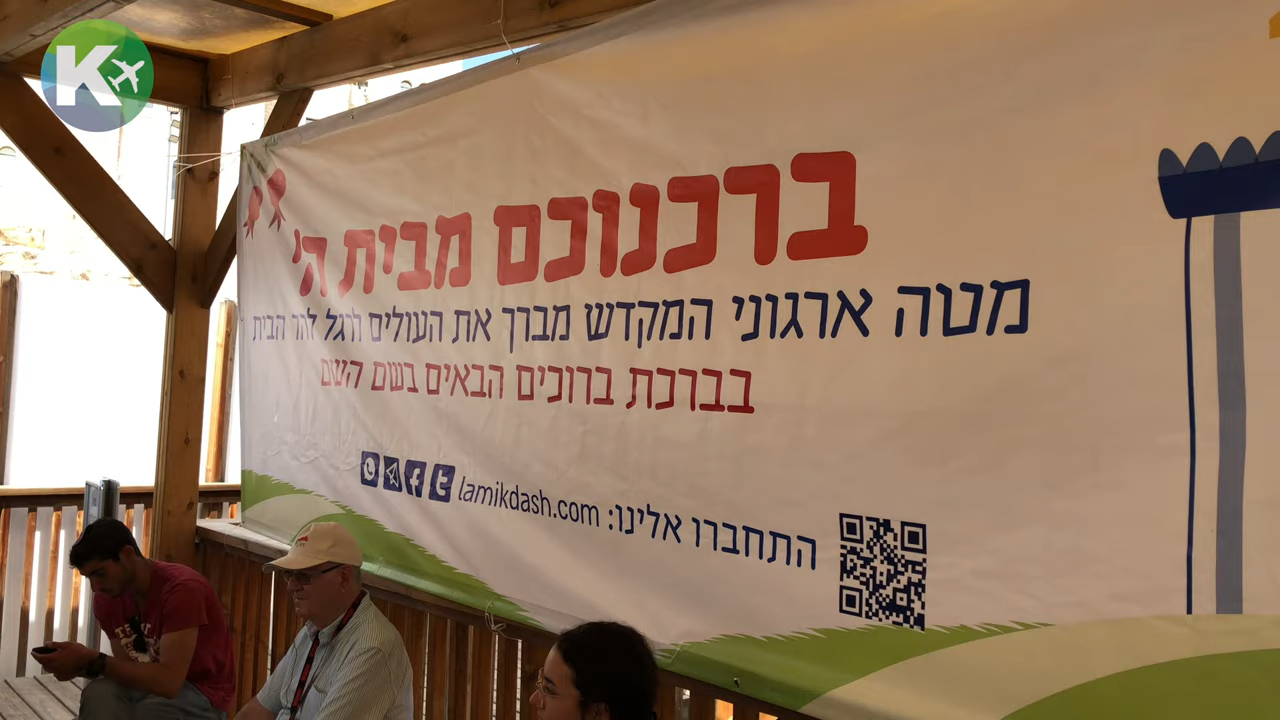 K
ברכנוכם מבית ה'
מטה ארגוני המקדש מברך את העולים לרגל להר הבית
בברכת ברוכים הבאים בשם השם
התחברו אלינו: lamikdash.com